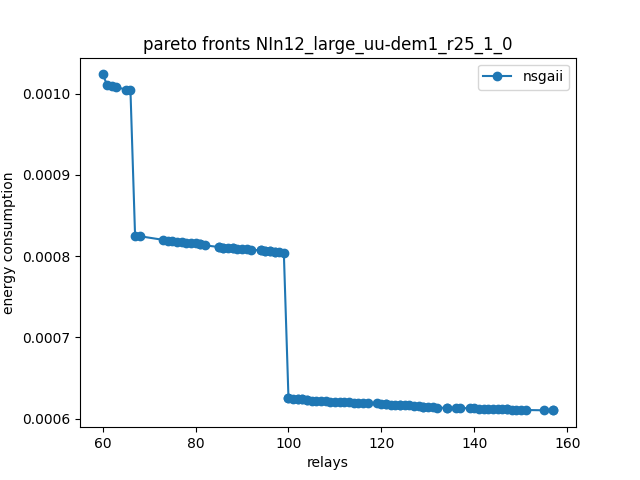 pareto fronts NIn12_large_uu-dem1_r25_1_0
nsgaii
0.0010
0.0009
0.0008
0.0007
0.0006
energy consumption
60 80 100 120 140 160
relays